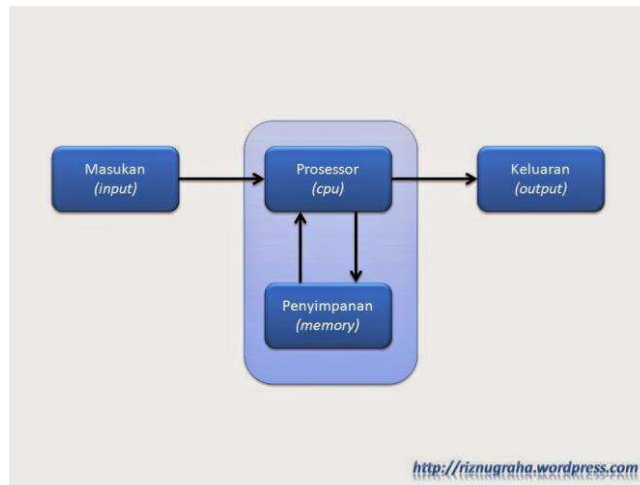 Masukan
(input)
Prosessor
(cpu)
Keluaran
(output)
Penyimpanan
(memory)
http://riznugraha.wordpress.com